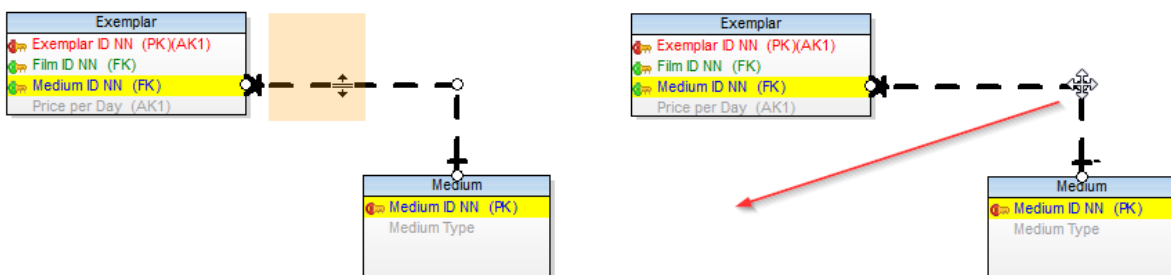 Exemplar
Exemplar ID NN (PK)(AK1)
Film ID NN (FK)
Medium ID NN (FK)
Price per Day (AK1)
Medium
Medium ID NN (PK)
Medium Type
Exemplar
Exemplar ID NN (PK)(AK1)
Film ID NN (FK)
Medium ID NN (FK)
Price per Day (AK1)
Medium
Medium ID NN (PK)
Medium Type